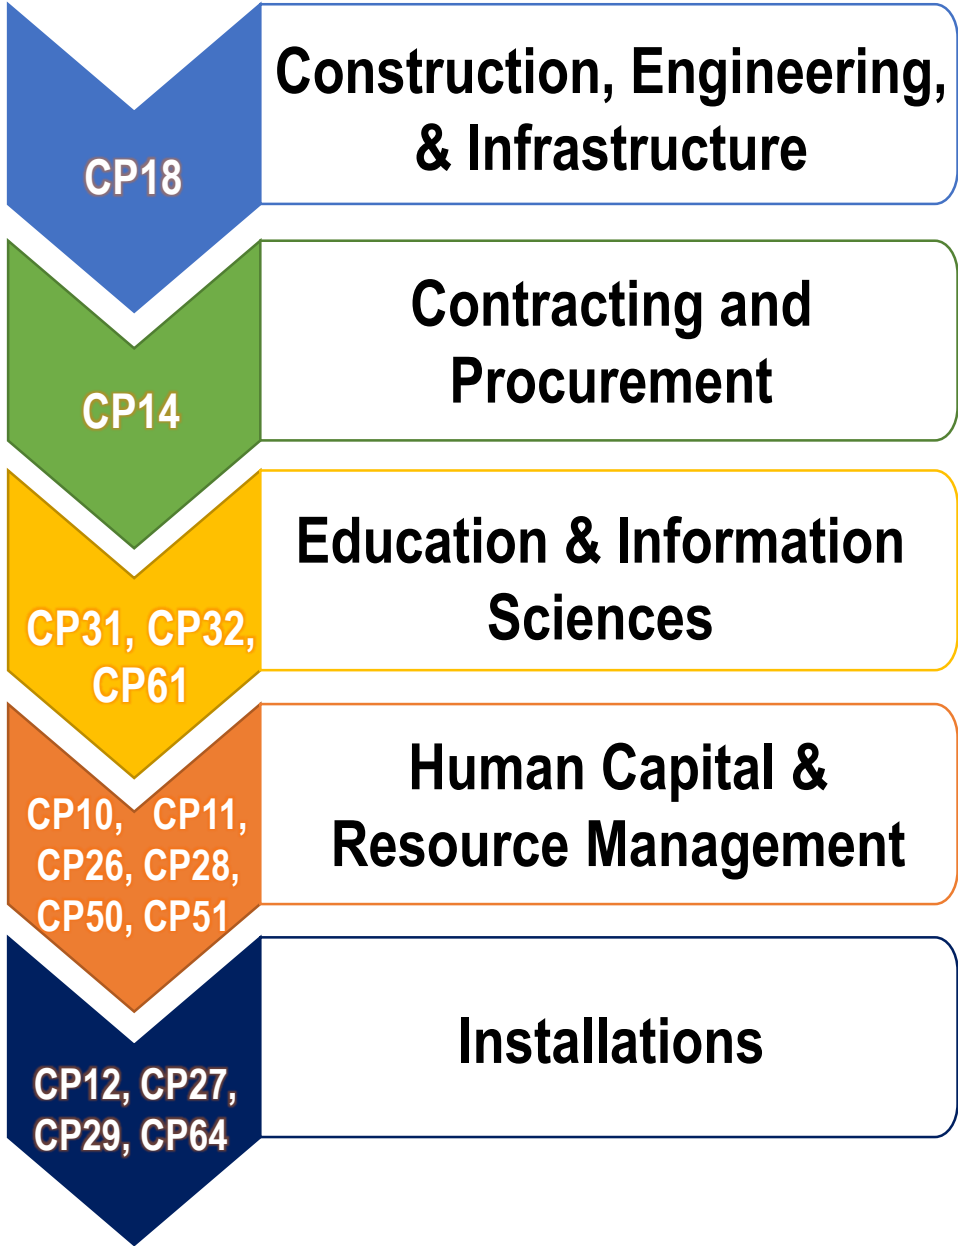 CP18
Construction, Engineering,
& Infrastructure
CP14
Contracting and
Procurement
CP31, CP32,
CP61
Education & Information
Sciences
CP10, CP11,
CP26, CP28,
CP50, CP51
Human Capital &
Resource Management
CP12, CP27,
CP29, CP64
Installations